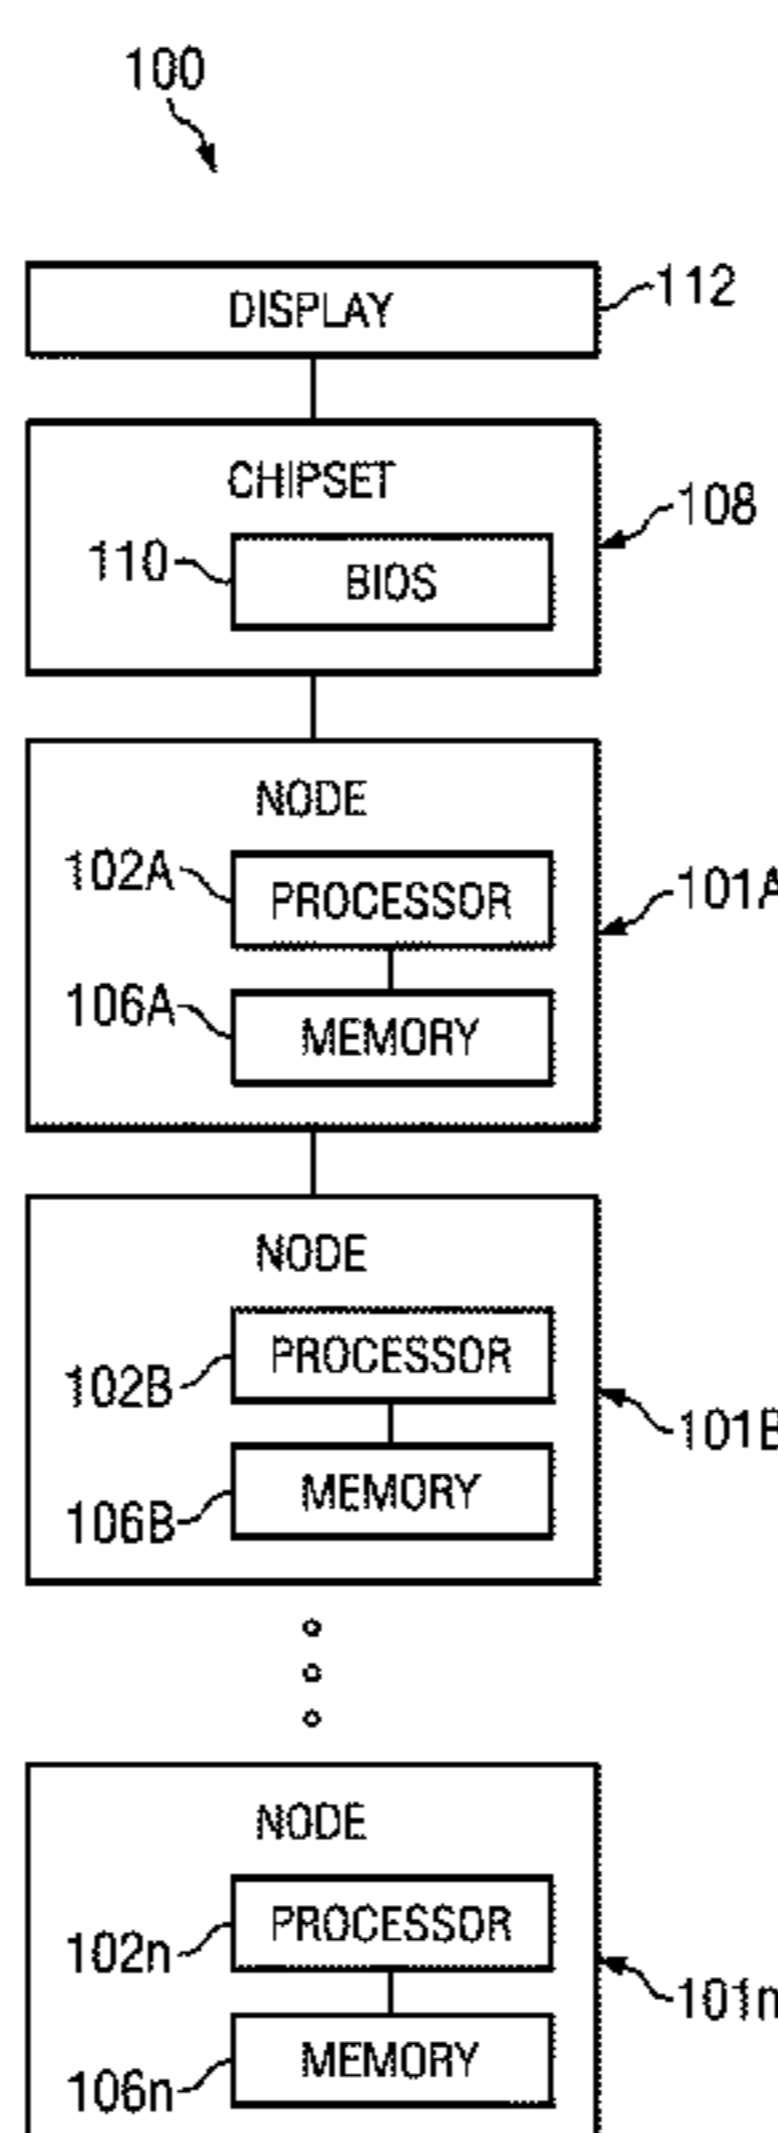 100
DISPLAY
112
CHIPSET
108
110
BIOS
NODE
102A
PROCESSOR
101A
106A
MEMORY
NODE
PROCESSOR
102B
101B
MEMORY
106B
NODE
PROCESSOR
102n
101n
MEMORY
106n